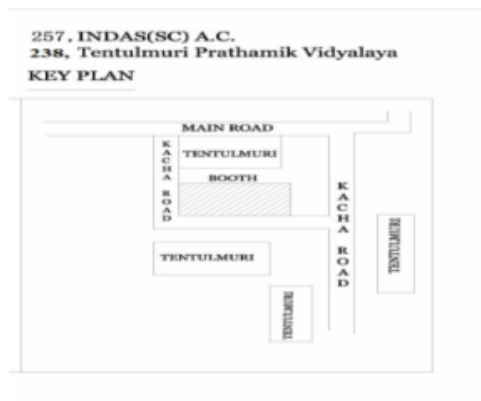 257, INDAS(SC) A.C.
238, Tentulmuri Prathamik Vidyalaya
KEY PLAN
MAIN ROAD
KACHA ROAD
TENTULMURI
BOOTH
KACHA ROAD
TENTULMURI
TENTULMURI
TENTULMURI